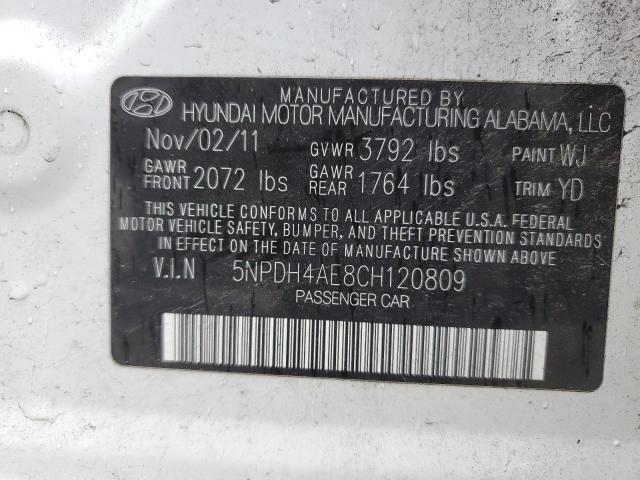 MANUFACTURED BY
HYUNDAI MOTOR MANUFACTURING ALABAMA, LLC
Nov/02/11 GVWR 3792 lbs PAINT WJ
GAWR FRONT 2072 lbs GAWR REAR 1764 lbs TRIM YD
THIS VEHICLE CONFORMS TO ALL APPLICABLE U.S.A. FEDERAL
MOTOR VEHICLE SAFETY, BUMPER, AND THEFT PREVENTION STANDARDS
IN EFFECT ON THE DATE OF MANUFACTURE SHOWN ABOVE.
V.I.N 5NPDH4AE8CH120809
PASSENGER CAR